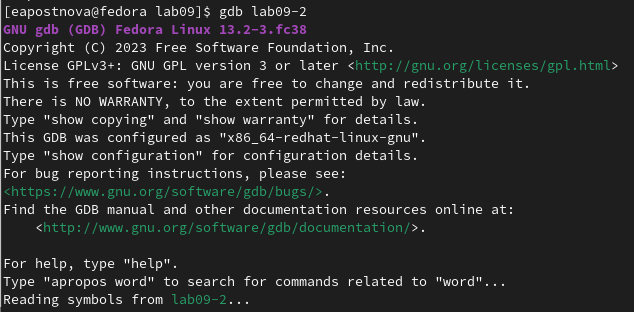 [eapostnova@fedora lab09]$ gdb lab09-2
GNU gdb (GDB) Fedora Linux 13.2-3.fc38
Copyright (C) 2023 Free Software Foundation, Inc.
License GPLv3+: GNU GPL version 3 or later <http://gnu.org/licenses/gpl.html>
This is free software: you are free to change and redistribute it.
There is NO WARRANTY, to the extent permitted by law.
Type "show copying" and "show warranty" for details.
This GDB was configured as "x86_64-redhat-linux-gnu".
Type "show configuration" for configuration details.
For bug reporting instructions, please see:
<https://www.gnu.org/software/gdb/bugs/>.
Find the GDB manual and other documentation resources online at:
    <http://www.gnu.org/software/gdb/documentation/>.

For help, type "help".
Type "apropos word" to search for commands related to "word"...
Reading symbols from lab09-2...